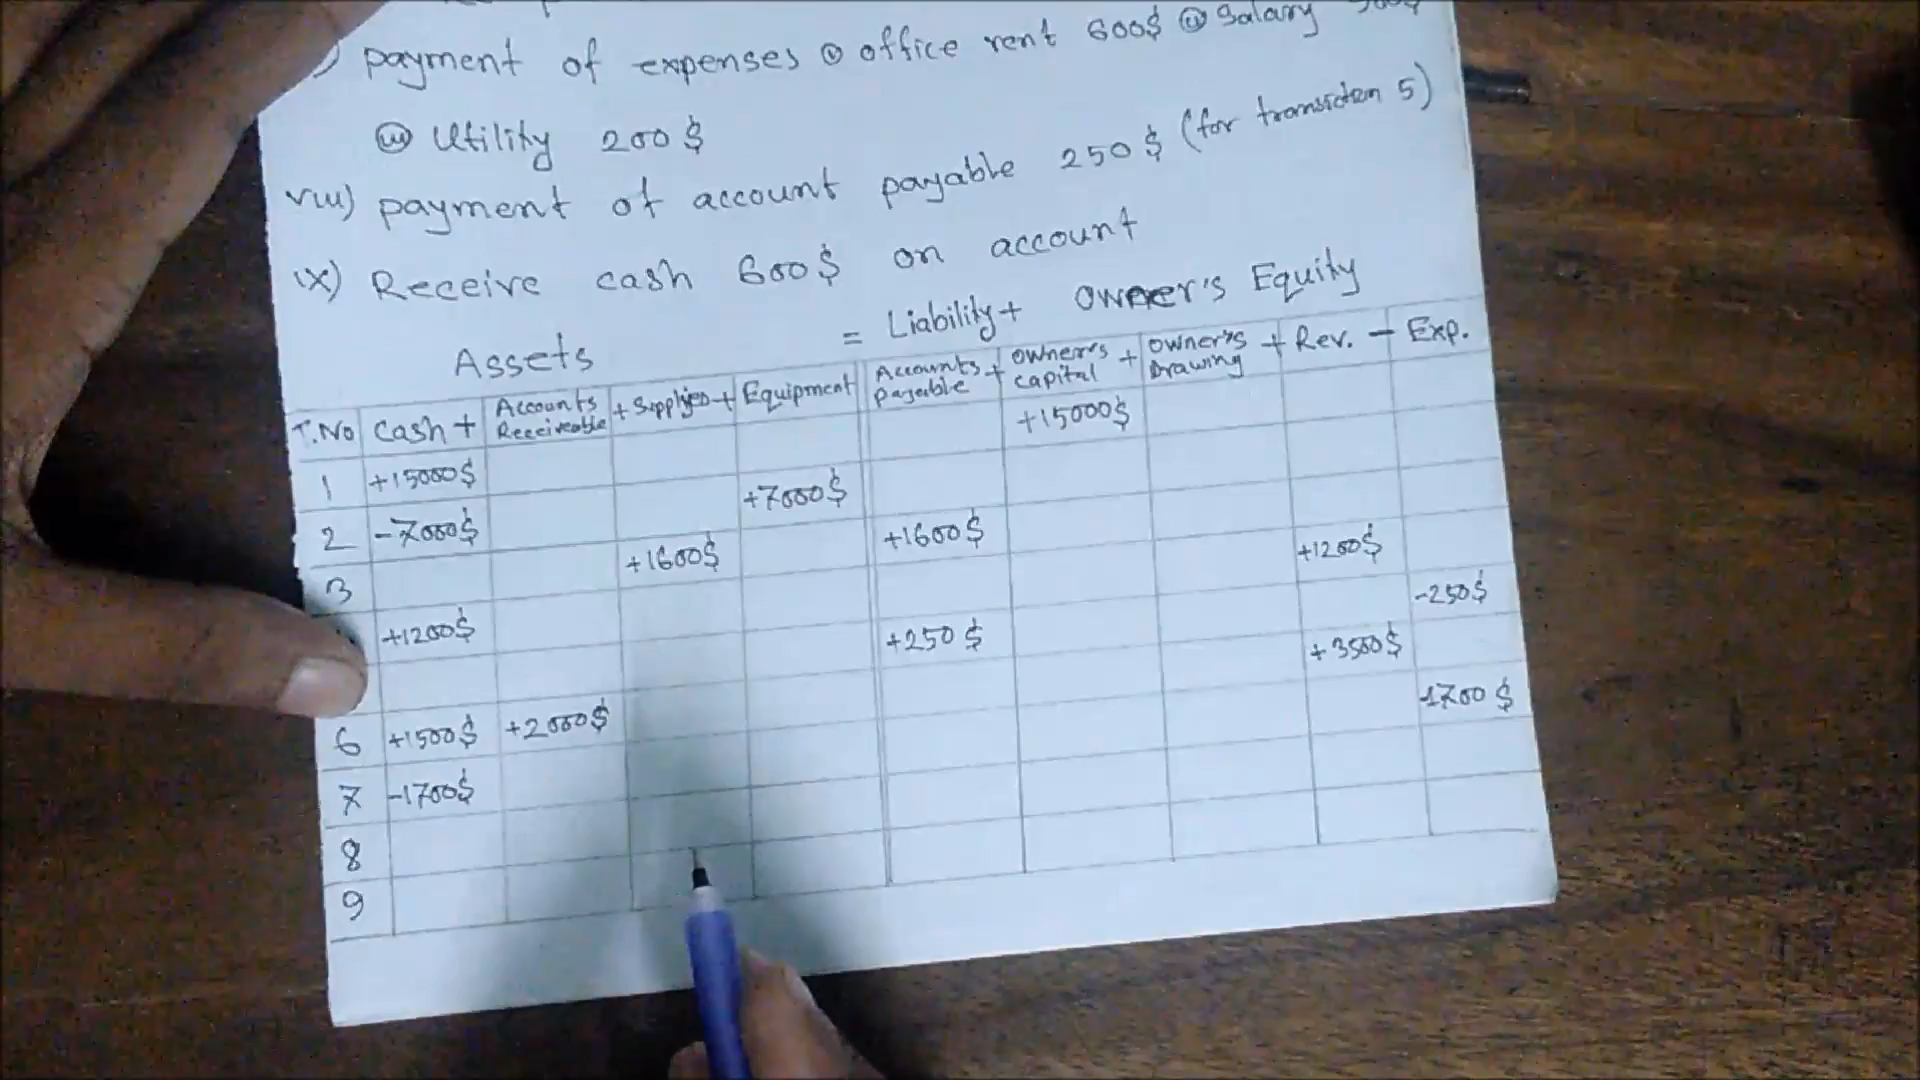 payment of expenses ⓘ office rent 600$ ⓘⓘ Salary
ⓘⓘⓘ Utility 200$
viii) payment of account payable 250$ (for transiction 5)
ix) Receive cash 600$ on account
Assets = Liability + Owner's Equity
T.No Cash + Accounts Receiveable + Supplies + Equipment Accounts payable + Owner's capital + Owner's Drawing + Rev. - Exp.
1 +15000$ +15000$
2 -7000$ +7000$
3 +1600$ +1600$
+1200$ +1200$
+250$ -250$
6 +1500$ +2000$ +3500$
7 -1700$ -1700$
8
9